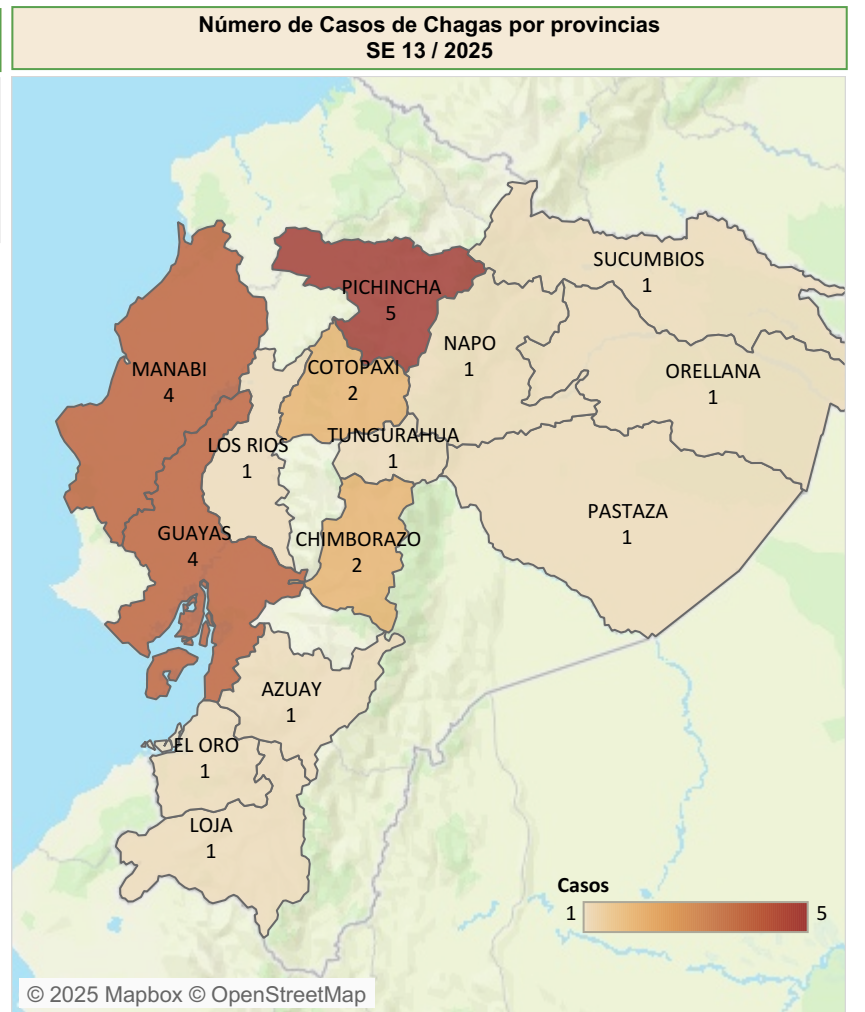 Número de Casos de Chagas por provincias
SE 13 / 2025
SUCUMBIOS
1
PICHINCHA
5
NAPO
1
MANABI
4
COTOPAXI
2
ORELLANA
1
TUNGURAHUA
1
LOS RIOS
1
PASTAZA
1
GUAYAS
4
CHIMBORAZO
2
AZUAY
1
EL ORO
1
LOJA
1
Casos
1 5
© 2025 Mapbox © OpenStreetMap